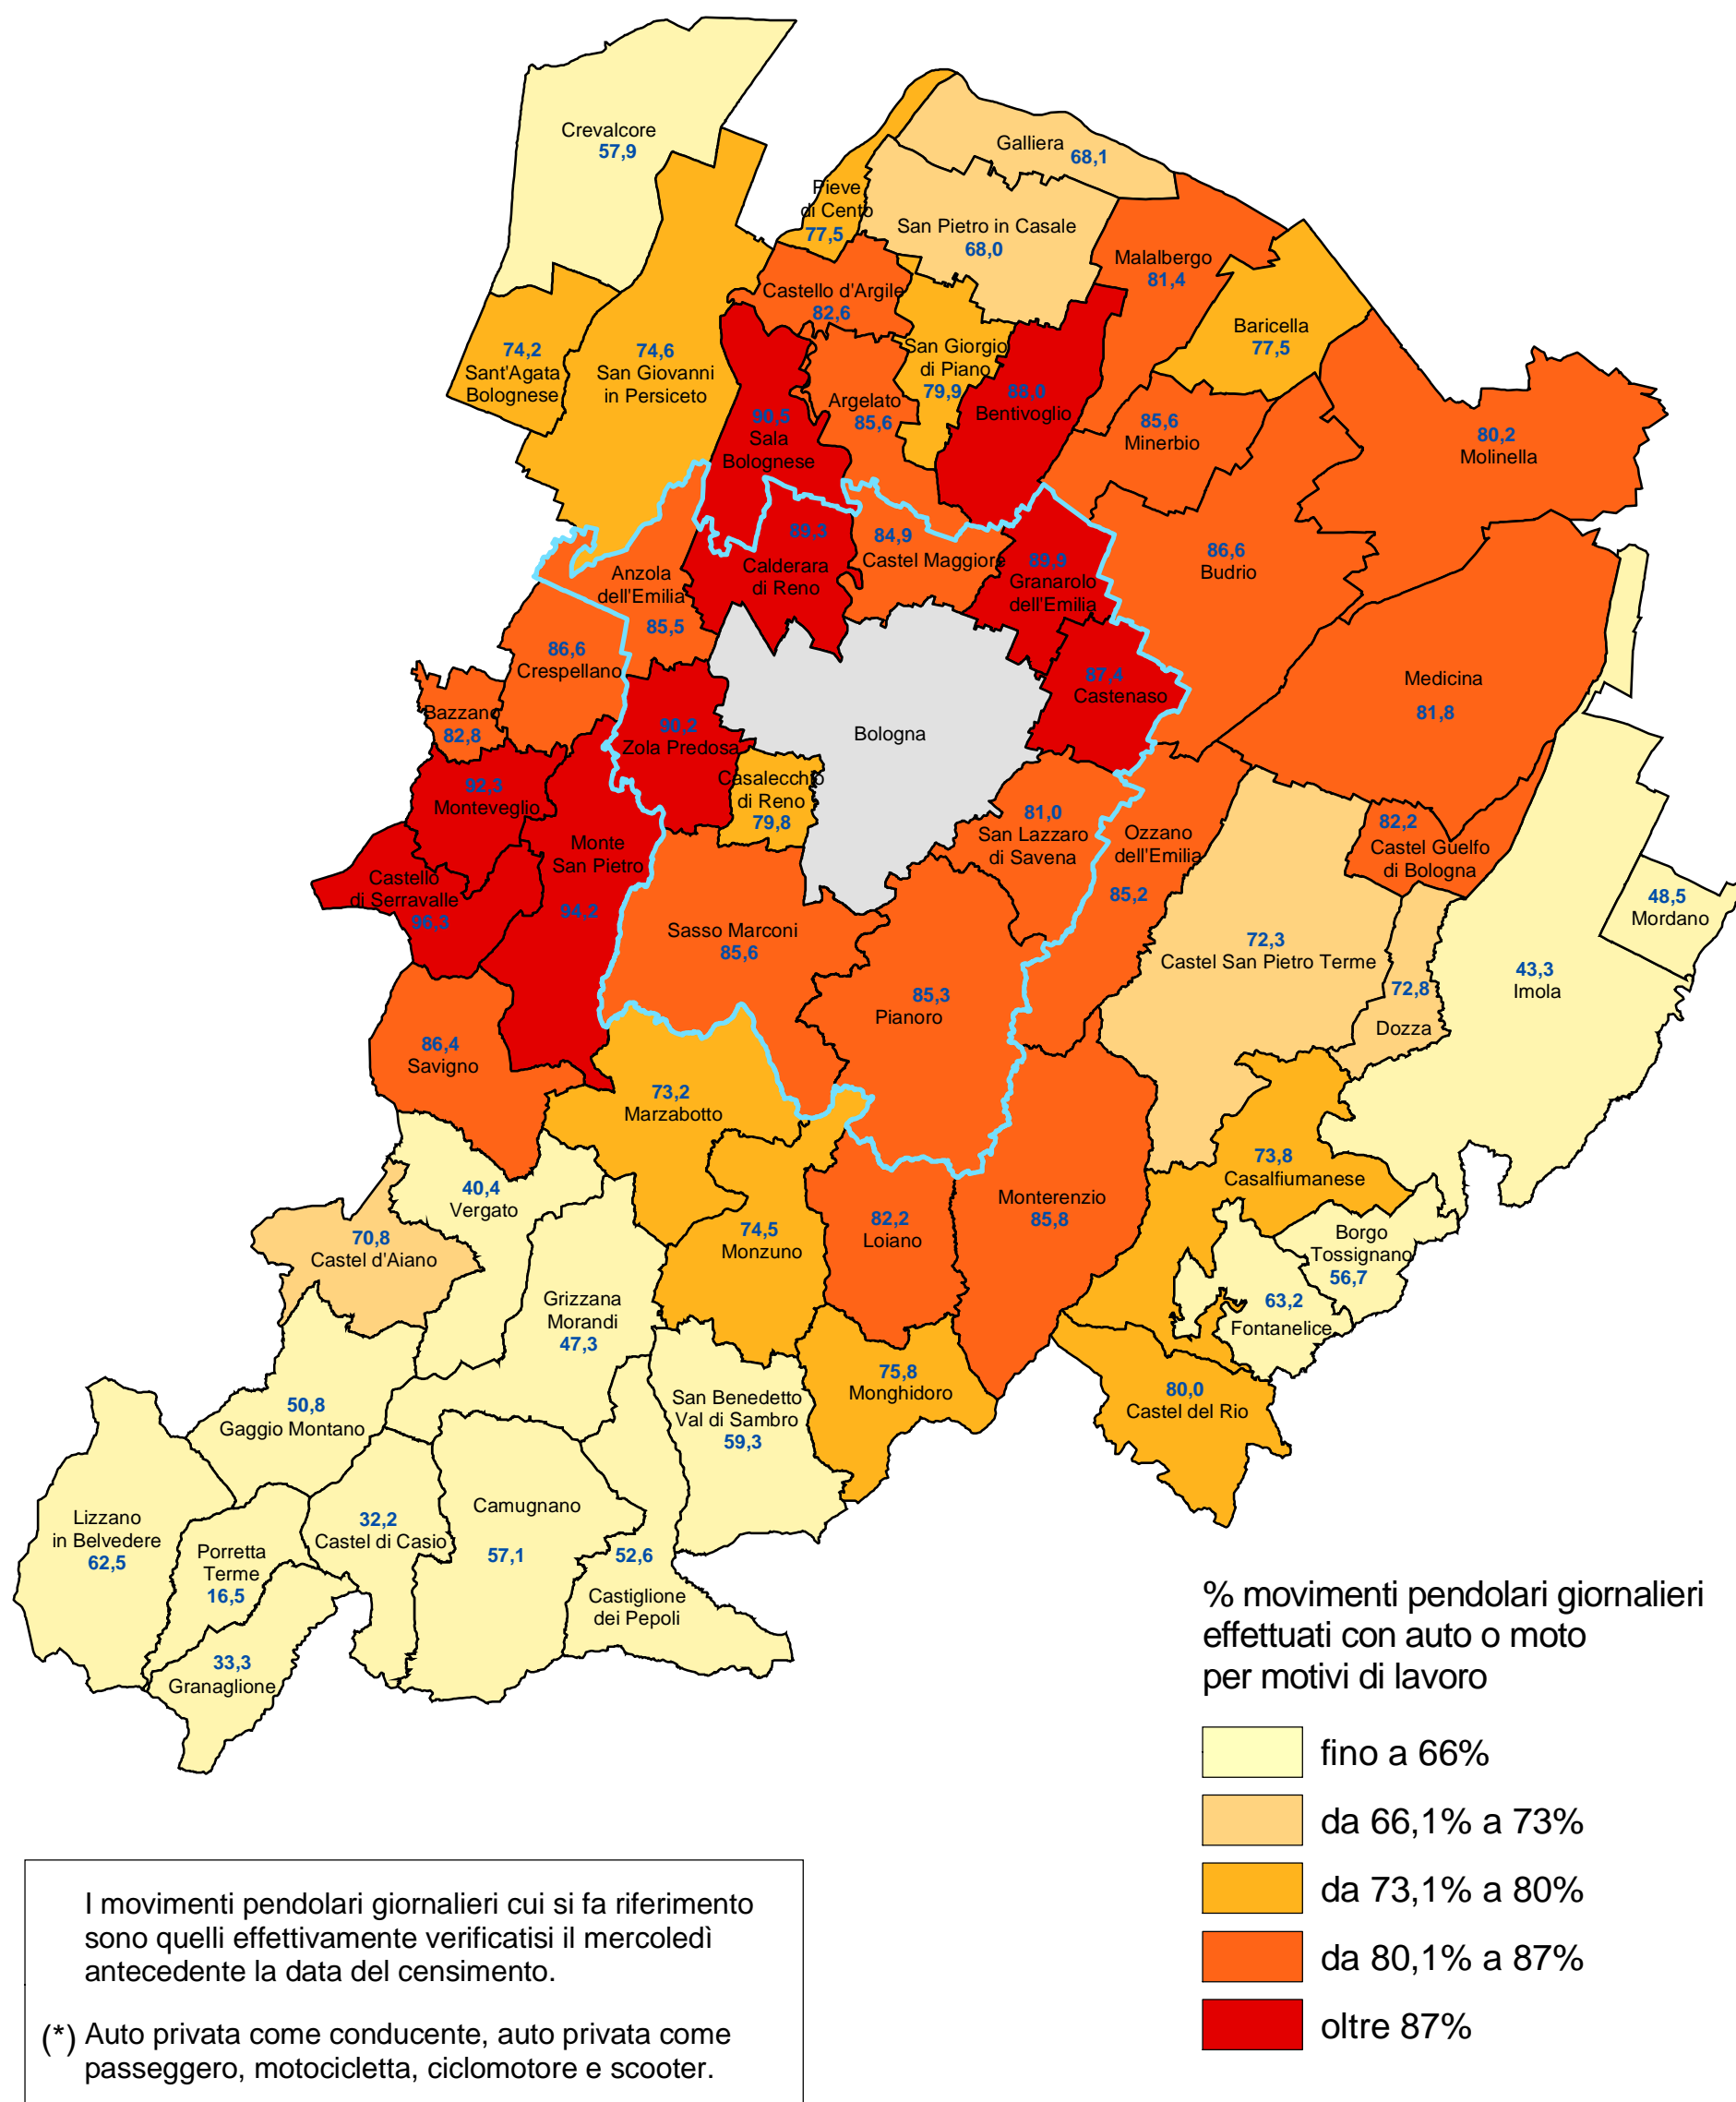 Crevalcore
57,9
Galliera
68,1
Pieve
di Cento
77,5
San Pietro in Casale
68,0
Malalbergo
81,4
Castello d'Argile
82,6
Baricella
77,5
74,2
Sant'Agata
Bolognese
74,6
San Giovanni
in Persiceto
San Giorgio
di Piano
79,9
88,0
Bentivoglio
Argelato
85,6
90,5
Sala
Bolognese
85,6
Minerbio
80,2
Molinella
89,3
Calderara
di Reno
84,9
Castel Maggiore
89,9
Granarolo
dell'Emilia
86,6
Budrio
Anzola
dell'Emilia
85,5
86,6
Crespellano
87,4
Castenaso
Medicina
81,8
Bazzano
82,8
90,2
Zola Predosa
Bologna
92,3
Monteveglio
Casalecchio
di Reno
79,8
81,0
San Lazzaro
di Savena
Ozzano
dell'Emilia
85,2
82,2
Castel Guelfo
di Bologna
Monte
San Pietro
94,2
Castello
di Serravalle
96,3
48,5
Mordano
Sasso Marconi
85,6
72,3
Castel San Pietro Terme
43,3
Imola
72,8
Dozza
85,3
Pianoro
86,4
Savigno
73,2
Marzabotto
73,8
Casalfiumanese
40,4
Vergato
Monterenzio
85,8
82,2
Loiano
74,5
Monzuno
70,8
Castel d'Aiano
Borgo
Tossignano
56,7
63,2
Fontanelice
Grizzana
Morandi
47,3
75,8
Monghidoro
80,0
Castel del Rio
San Benedetto
Val di Sambro
59,3
50,8
Gaggio Montano
Lizzano
in Belvedere
62,5
32,2
Castel di Casio
Camugnano
57,1
Porretta
Terme
16,5
52,6
Castiglione
dei Pepoli
33,3
Granaglione
% movimenti pendolari giornalieri
effettuati con auto o moto
per motivi di lavoro
fino a 66%
da 66,1% a 73%
da 73,1% a 80%
da 80,1% a 87%
oltre 87%
I movimenti pendolari giornalieri cui si fa riferimento
sono quelli effettivamente verificatisi il mercoledì
antecedente la data del censimento.
(*) Auto privata come conducente, auto privata come
passeggero, motocicletta, ciclomotore e scooter.